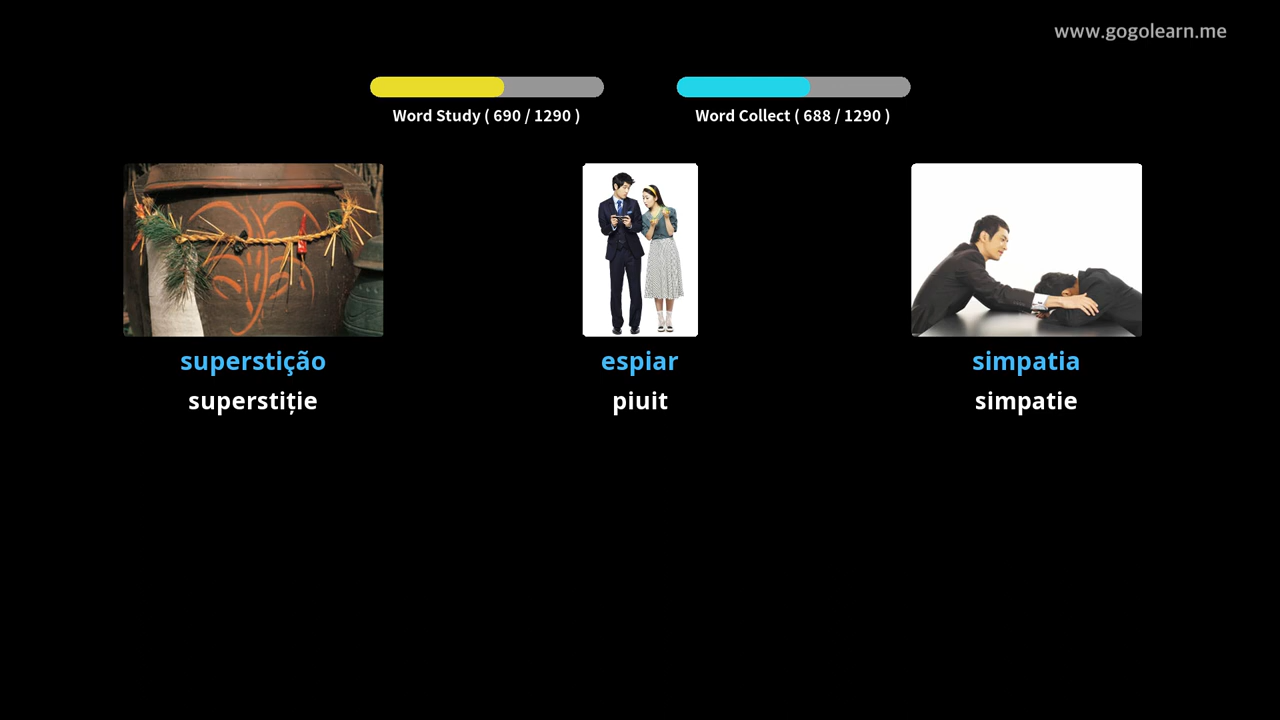 www.gogolearn.me
Word Study ( 690 / 1290 )
Word Collect ( 688 / 1290 )
superstição
superstiție
espiar
piuit
simpatia
simpatie